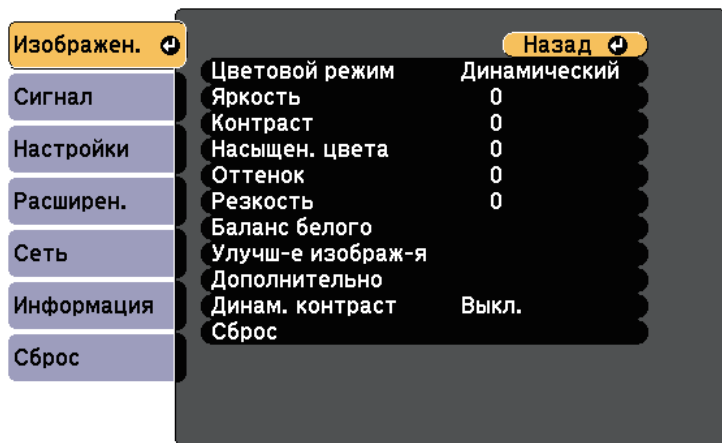 Изображен.
Сигнал
Настройки
Расширен.
Сеть
Информация
Сброс
Назад
Цветовой режим Динамический
Яркость 0
Контраст 0
Насыщен. цвета 0
Оттенок 0
Резкость 0
Баланс белого
Улучш-е изображ-я
Дополнительно
Динам. контраст Выкл.
Сброс